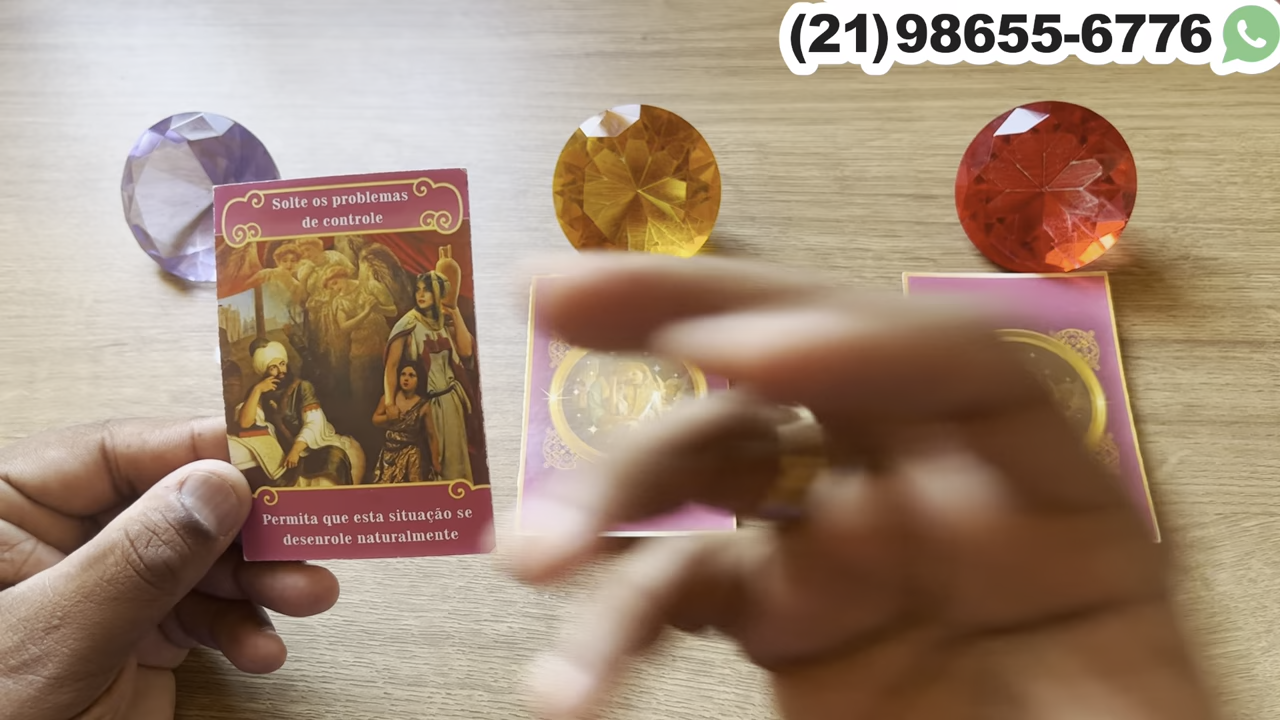 (21)98655-6776
Solte os problemas
de controle
Permita que esta situação se
desenrole naturalmente